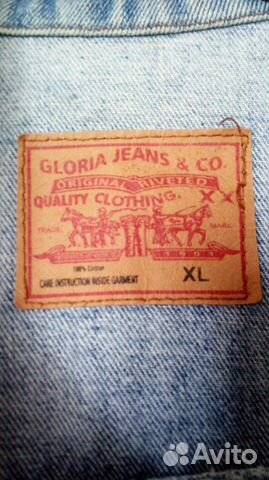 GLORIA JEANS & CO.
ORIGINAL RIVETED
QUALITY CLOTHING. XX
TRADE MARK
100% Cotton
CARE INSTRUCTION INSIDE GARMENT
XL
Avito